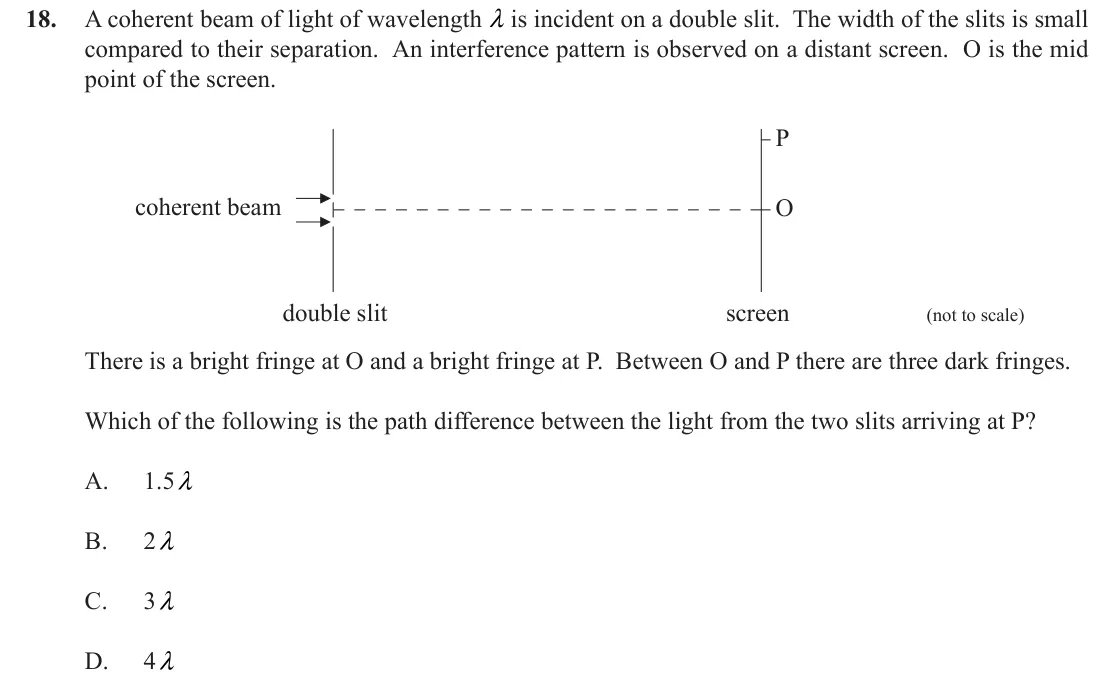 18. A coherent beam of light of wavelength λ is incident on a double slit. The width of the slits is small
compared to their separation. An interference pattern is observed on a distant screen. O is the mid
point of the screen.
P
coherent beam
O
double slit
screen
(not to scale)
There is a bright fringe at O and a bright fringe at P. Between O and P there are three dark fringes.
Which of the following is the path difference between the light from the two slits arriving at P?
A. 1.5 λ
B. 2 λ
C. 3 λ
D. 4 λ